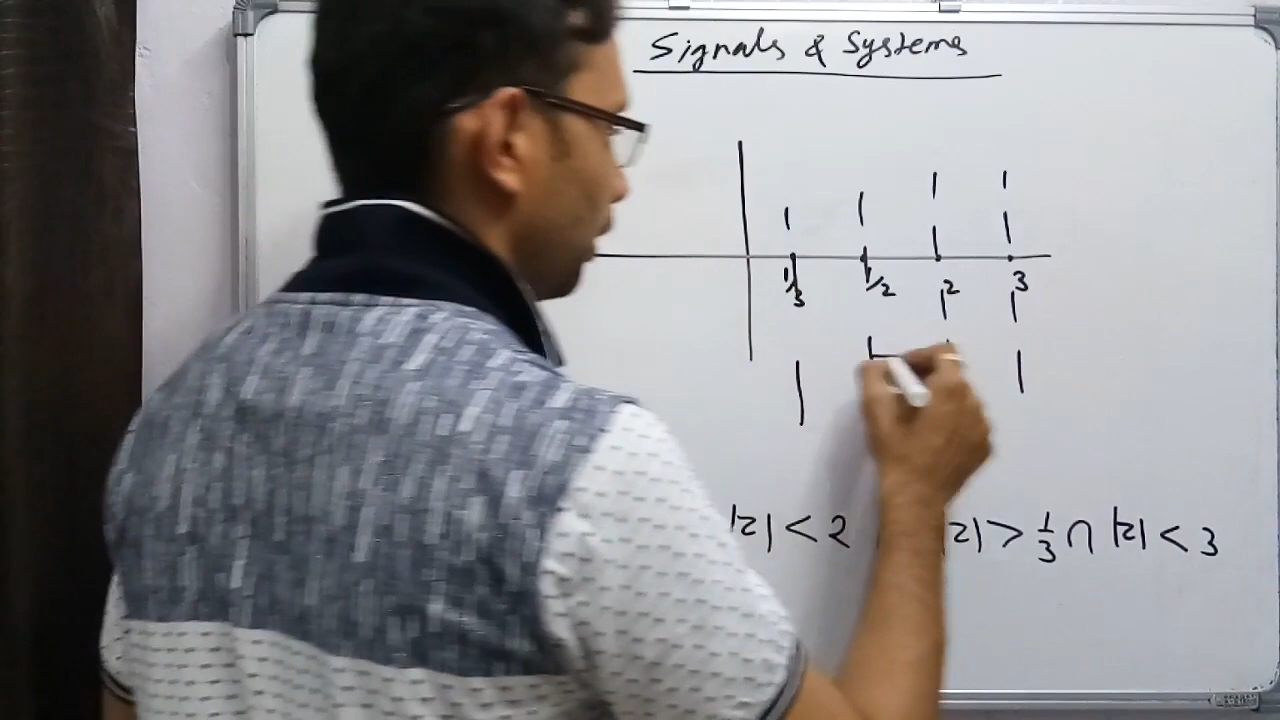 Signals & Systems
1/3 1/2 2 3
|z| < 2 |z| > 1/3 ∩ |z| < 3